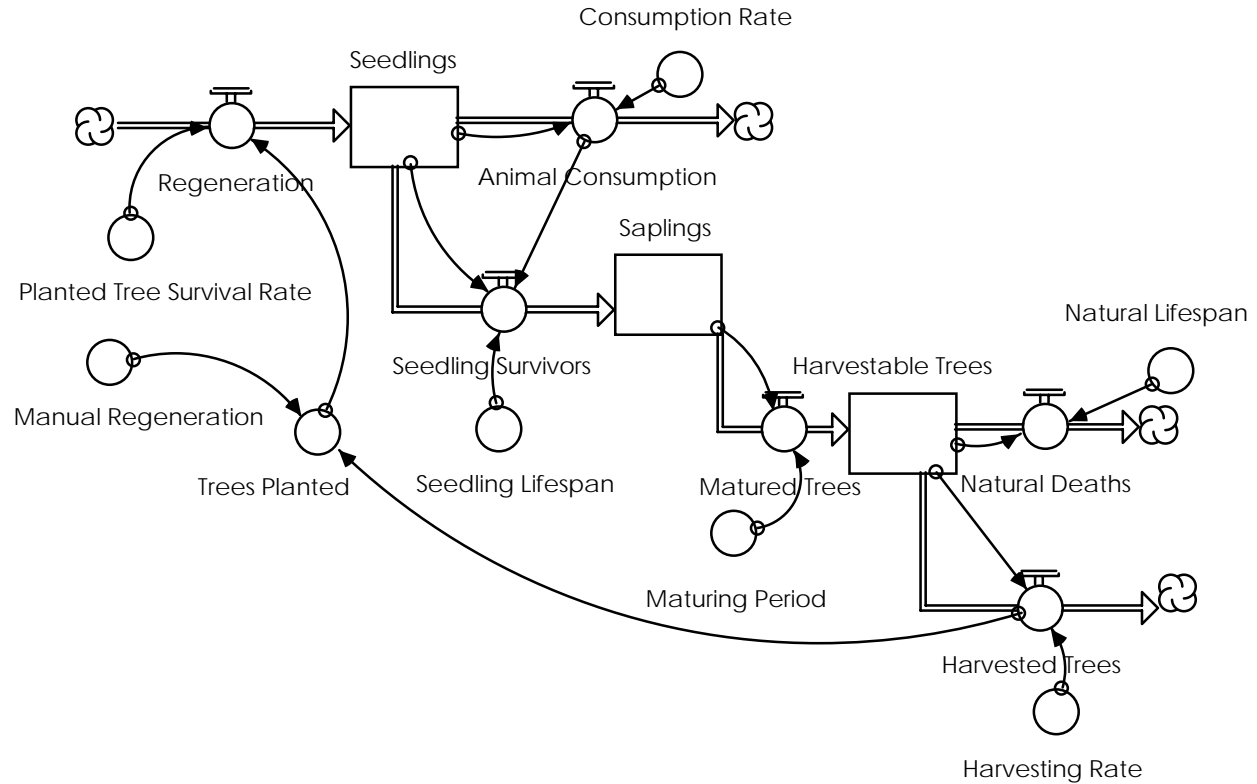 Consumption Rate
Seedlings
Regeneration
Animal Consumption
Saplings
Planted Tree Survival Rate
Natural Lifespan
Seedling Survivors
Harvestable Trees
Manual Regeneration
Trees Planted
Seedling Lifespan
Matured Trees
Natural Deaths
Maturing Period
Harvested Trees
Harvesting Rate